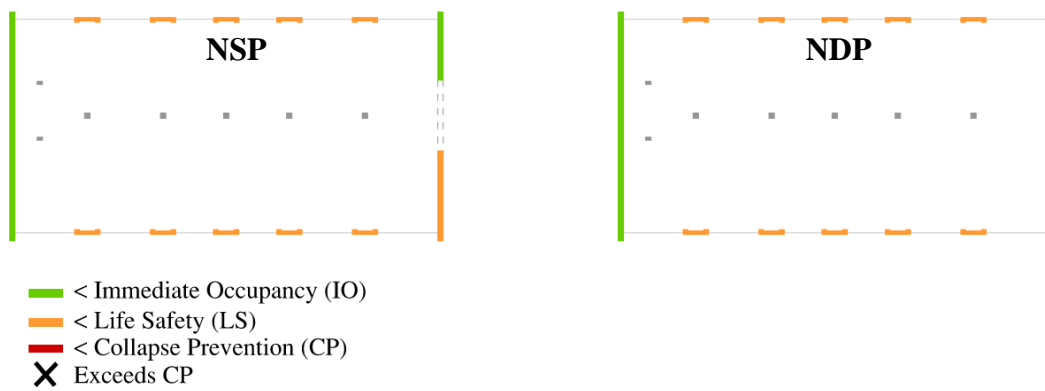 NSP
NDP
< Immediate Occupancy (IO)
< Life Safety (LS)
< Collapse Prevention (CP)
Exceeds CP